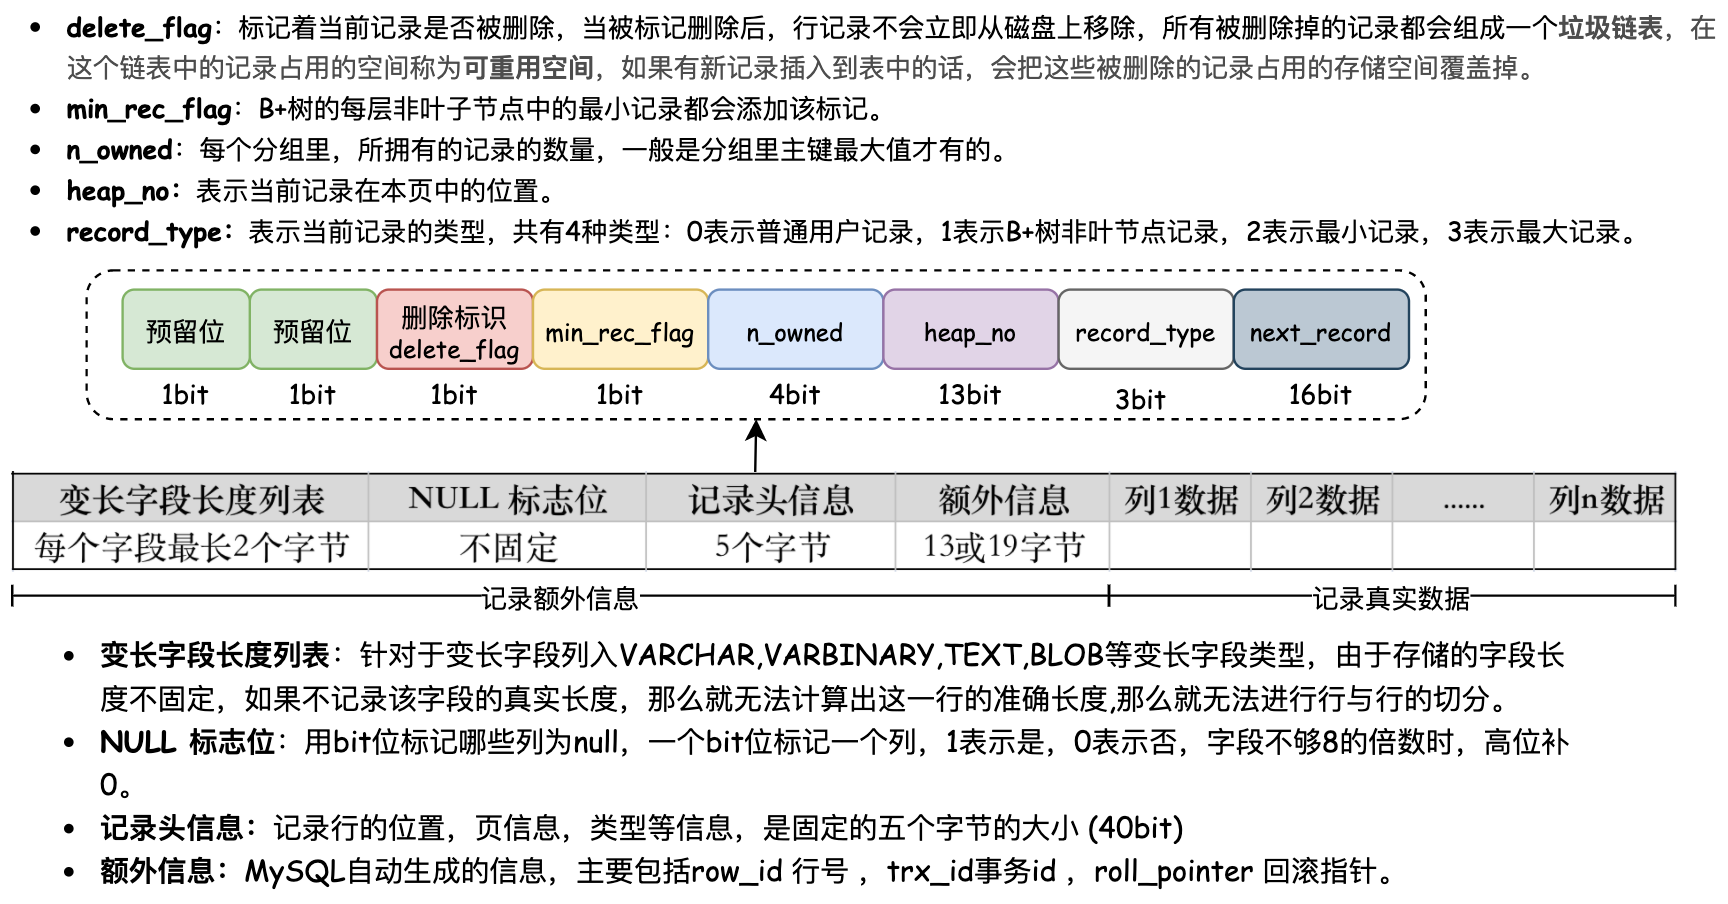 delete_flag：标记着当前记录是否被删除，当被标记删除后，行记录不会立即从磁盘上移除，所有被删除掉的记录都会组成一个垃圾链表，在
这个链表中的记录占用的空间称为可重用空间，如果有新记录插入到表中的话，会把这些被删除的记录占用的存储空间覆盖掉。
min_rec_flag：B+树的每层非叶子节点中的最小记录都会添加该标记。
n_owned：每个分组里，所拥有的记录的数量，一般是分组里主键最大值才有的。
heap_no：表示当前记录在本页中的位置。
record_type：表示当前记录的类型，共有4种类型：0表示普通用户记录，1表示B+树非叶节点记录，2表示最小记录，3表示最大记录。
预留位 预留位 删除标识 delete_flag min_rec_flag n_owned heap_no record_type next_record
1bit 1bit 1bit 1bit 4bit 13bit 3bit 16bit
变长字段长度列表 NULL 标志位 记录头信息 额外信息 列1数据 列2数据 ...... 列n数据
每个字段最长2个字节 不固定 5个字节 13或19字节
记录额外信息 记录真实数据
变长字段长度列表：针对于变长字段列入VARCHAR,VARBINARY,TEXT,BLOB等变长字段类型，由于存储的字段长
度不固定，如果不记录该字段的真实长度，那么就无法计算出这一行的准确长度,那么就无法进行行与行的切分。
NULL 标志位：用bit位标记哪些列为null，一个bit位标记一个列，1表示是，0表示否，字段不够8的倍数时，高位补
0。
记录头信息：记录行的位置，页信息，类型等信息，是固定的五个字节的大小 (40bit)
额外信息：MySQL自动生成的信息，主要包括row_id 行号 ，trx_id事务id ，roll_pointer 回滚指针。